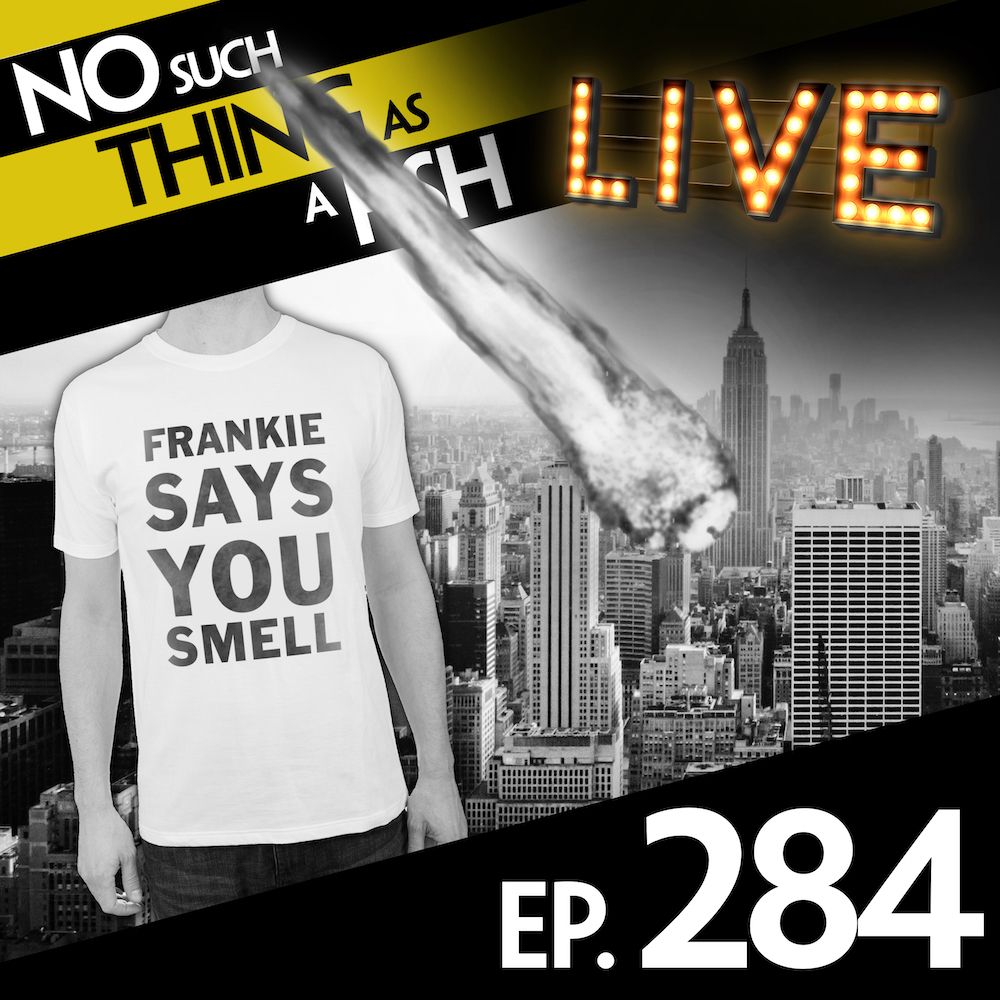 NO SUCH
THING AS
A FISH
LIVE
FRANKIE
SAYS
YOU
SMELL
EP. 284